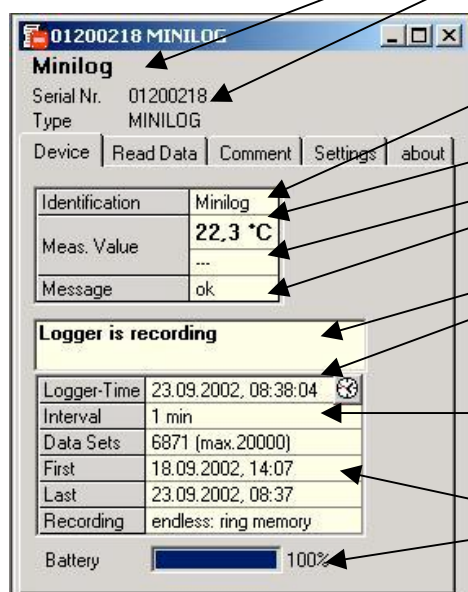 01200218 MINILOG
Minilog
Serial Nr. 01200218
Type MINILOG
Device Read Data Comment Settings about
Identification Minilog
Meas. Value 22,3 °C
---
Message ok
Logger is recording
Logger-Time 23.09.2002, 08:38:04
Interval 1 min
Data Sets 6871 (max.20000)
First 18.09.2002, 14:07
Last 23.09.2002, 08:37
Recording endless: ring memory
Battery 100%